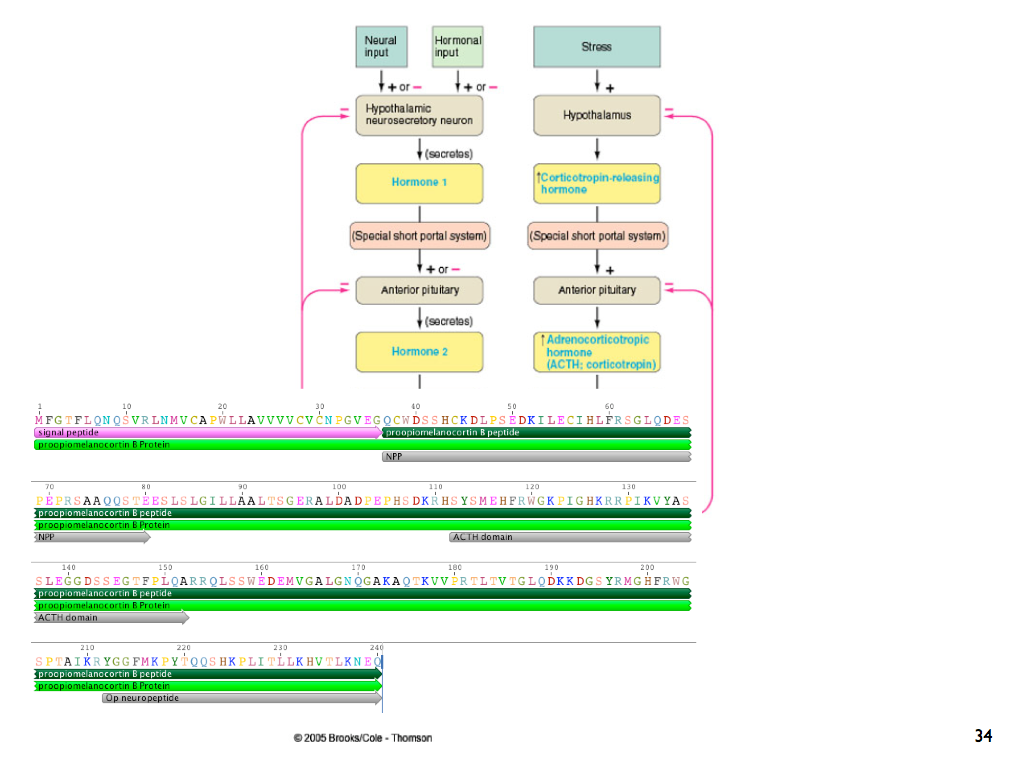 Neural
input
Hormonal
input
Stress
+ or −
+ or −
+
−
Hypothalamic
neurosecretory neuron
Hypothalamus
−
(secretes)
Hormone 1
↑Corticotropin-releasing
hormone
(Special short portal system)
(Special short portal system)
+ or −
+
−
Anterior pituitary
Anterior pituitary
−
(secretes)
Hormone 2
↑Adrenocorticotropic
hormone
(ACTH; corticotropin)
1 10 20 30 40 50 60
MFGTFLQNQSVRLNMVCAPWLLAVVVVCVCNPGVEGQCWDSSHCKDLPSEDKILECIHLFRSGLQDES
signal peptide
proopiomelanocortin B peptide
proopiomelanocortin B Protein
NPP
70 80 90 100 110 120 130
PEPRSAAQQSTEESLSLGILLAALTSGERALDADPEPHSDKRHSYSMEHFRWGKPIGHKRRPIKVYAS
proopiomelanocortin B peptide
proopiomelanocortin B Protein
NPP
ACTH domain
140 150 160 170 180 190 200
SLEGGDSSEGTFPLQARRQLSSWEDEMVGALGNQGAKAQTKVVPRTLTVTGLQDKKDGSYRMGHFRWG
proopiomelanocortin B peptide
proopiomelanocortin B Protein
ACTH domain
210 220 230 240
SPTAIKRYGGFMKPYTQQSHKPLITLLKHVTLKNEQ
proopiomelanocortin B peptide
proopiomelanocortin B Protein
Op neuropeptide
© 2005 Brooks/Cole - Thomson
34